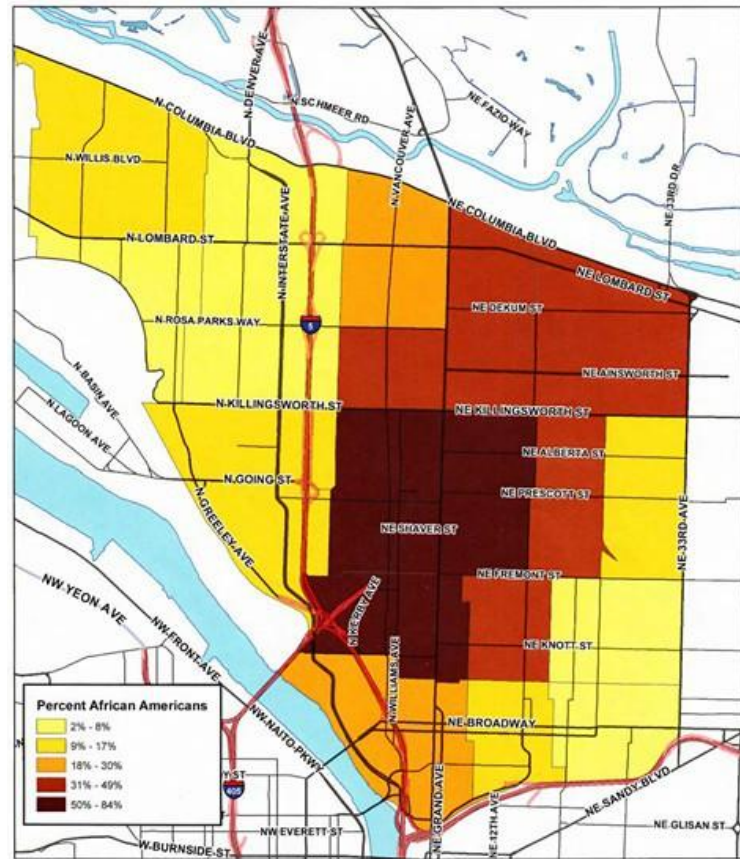 N DENVER AVE
N SCHMEER RD
N COLUMBIA BLVD
N VANCOUVER AVE
NE FAZIO WAY
N WILLIS BLVD
NE 33RD DR
NE COLUMBIA BLVD
N LOMBARD ST
N INTERSTATE AVE
NE LOMBARD ST
NE DEKUM ST
N ROSA PARKS WAY
5
N BASIN AVE
NE AINSWORTH ST
N LAGOON AVE
N KILLINGSWORTH ST
NE KILLINGSWORTH ST
NE ALBERTA ST
N GOING ST
NE PRESCOTT ST
N GREELEY AVE
NE SHAVER ST
NE 33RD AVE
NE FREMONT ST
NW YEON AVE
N KERBY AVE
NW FRONT AVE
NE KNOTT ST
N WILLIAMS AVE
NE BROADWAY
NW NAITO PKWY
Percent African Americans
2% - 8%
9% - 17%
18% - 30%
31% - 49%
50% - 84%
Y ST
405
NE GRAND AVE
NE 12TH AVE
NE SANDY BLVD
NW EVERETT ST
NE GLISAN ST
W BURNSIDE ST